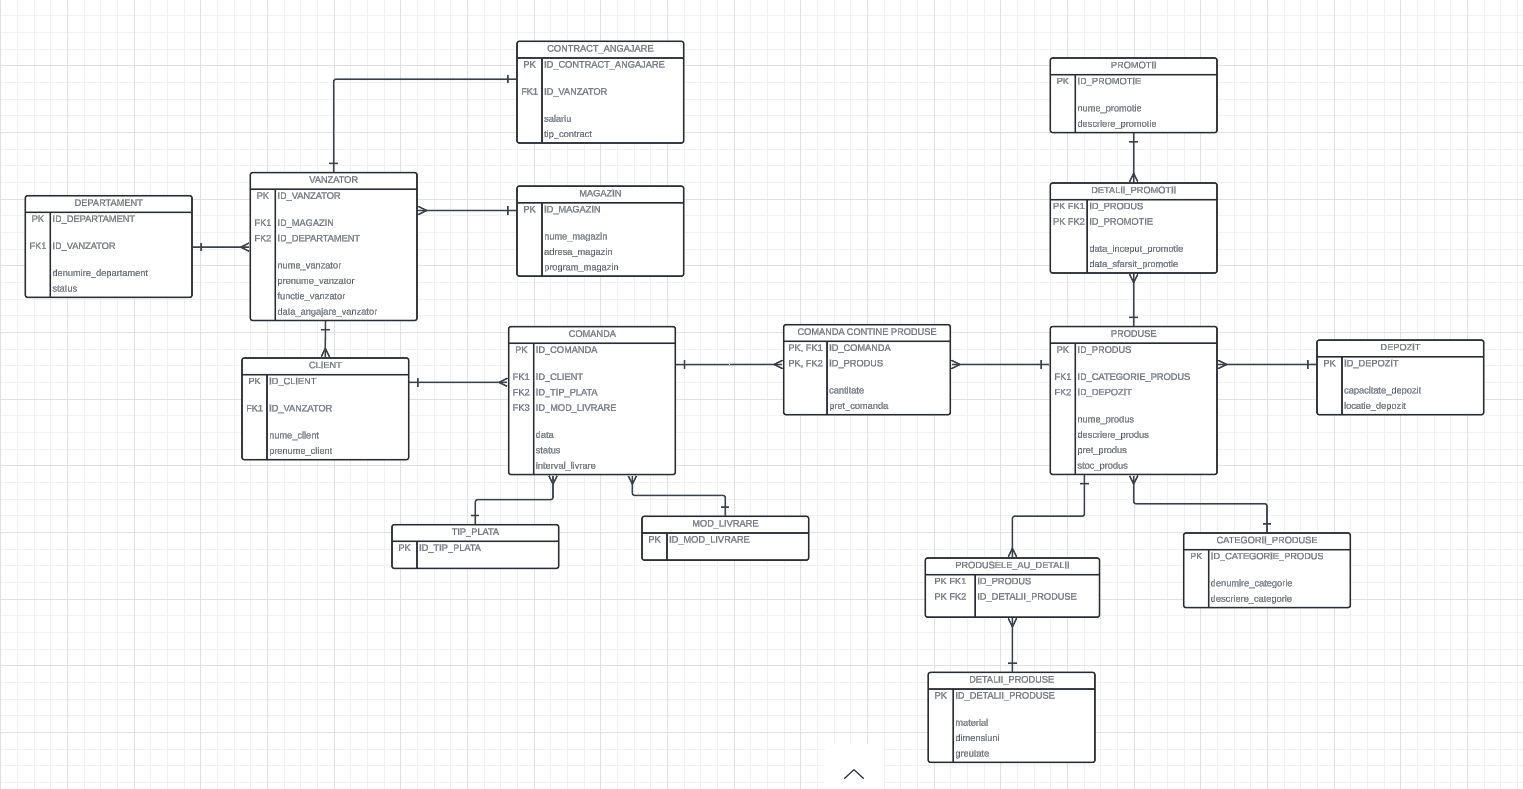 CONTRACT_ANGAJARE
PK ID_CONTRACT_ANGAJARE
FK1 ID_VANZATOR
salariu
tip_contract
PROMOTII
PK ID_PROMOTIE
nume_promotie
descriere_promotie
VANZATOR
PK ID_VANZATOR
FK1 ID_MAGAZIN
FK2 ID_DEPARTAMENT
nume_vanzator
prenume_vanzator
functie_vanzator
data_angajare_vanzator
DEPARTAMENT
PK ID_DEPARTAMENT
FK1 ID_VANZATOR
denumire_departament
status
MAGAZIN
PK ID_MAGAZIN
nume_magazin
adresa_magazin
program_magazin
DETALII_PROMOTII
PK FK1 ID_PRODUS
PK FK2 ID_PROMOTIE
data_inceput_promotie
data_sfarsit_promotie
CLIENT
PK ID_CLIENT
FK1 ID_VANZATOR
nume_client
prenume_client
COMANDA
PK ID_COMANDA
FK1 ID_CLIENT
FK2 ID_TIP_PLATA
FK3 ID_MOD_LIVRARE
data
status
interval_livrare
COMANDA CONTINE PRODUSE
PK, FK1 ID_COMANDA
PK, FK2 ID_PRODUS
cantitate
pret_comanda
PRODUSE
PK ID_PRODUS
FK1 ID_CATEGORIE_PRODUS
FK2 ID_DEPOZIT
nume_produs
descriere_produs
pret_produs
stoc_produs
DEPOZIT
PK ID_DEPOZIT
capacitate_depozit
locatie_depozit
TIP_PLATA
PK ID_TIP_PLATA
MOD_LIVRARE
PK ID_MOD_LIVRARE
PRODUSELE_AU_DETALII
PK FK1 ID_PRODUS
PK FK2 ID_DETALII_PRODUSE
CATEGORII_PRODUSE
PK ID_CATEGORIE_PRODUS
denumire_categorie
descriere_categorie
DETALII_PRODUSE
PK ID_DETALII_PRODUSE
material
dimensiuni
greutate